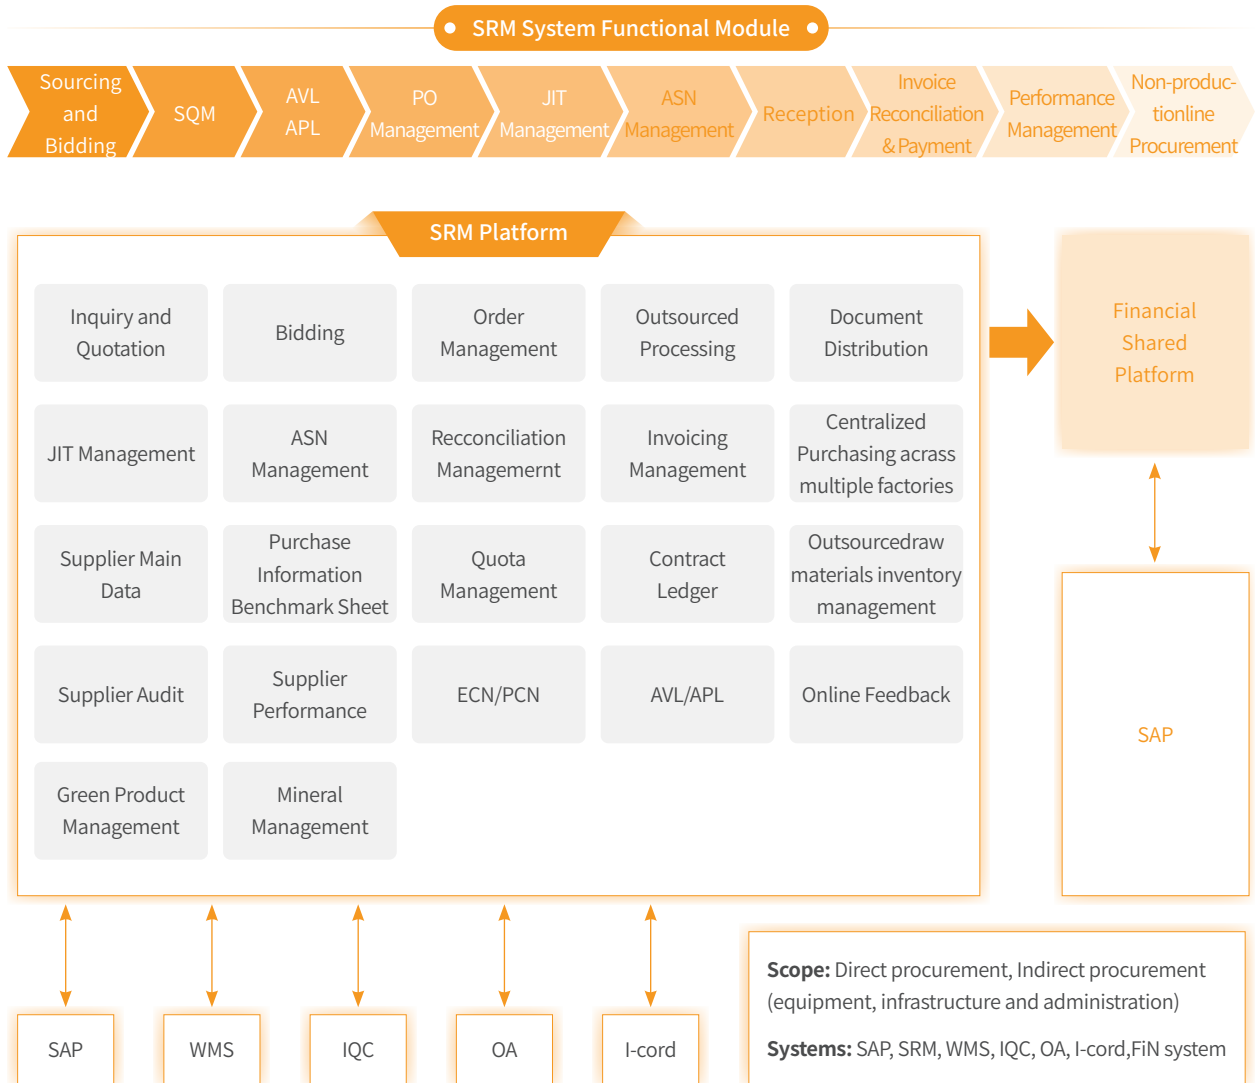 SRM System Functional Module
Sourcing
and
Bidding
SQM
AVL
APL
PO
Management
JIT
Management
ASN
Management
Reception
Invoice
Reconciliation
& Payment
Performance
Management
Non-produc-
tionline
Procurement
SRM Platform
Inquiry and
Quotation
Bidding
Order
Management
Outsourced
Processing
Document
Distribution
JIT Management
ASN
Management
Recconciliation
Managemernt
Invoicing
Management
Centralized
Purchasing acrass
multiple factories
Supplier Main
Data
Purchase
Information
Benchmark Sheet
Quota
Management
Contract
Ledger
Outsourcedraw
materials inventory
management
Supplier Audit
Supplier
Performance
ECN/PCN
AVL/APL
Online Feedback
Green Product
Management
Mineral
Management
Financial
Shared
Platform
SAP
SAP
WMS
IQC
OA
I-cord
Scope: Direct procurement, Indirect procurement
(equipment, infrastructure and administration)
Systems: SAP, SRM, WMS, IQC, OA, I-cord,FiN system